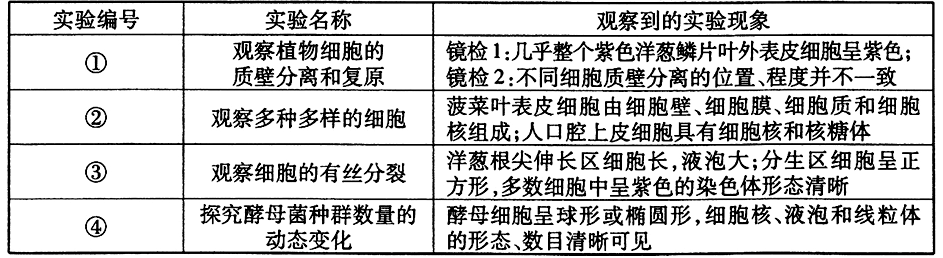 实验编号 实验名称 观察到的实验现象
① 观察植物细胞的质壁分离和复原 镜检1:几乎整个紫色洋葱鳞片叶外表皮细胞呈紫色;
镜检2:不同细胞质壁分离的位置、程度并不一致
② 观察多种多样的细胞 菠菜叶表皮细胞由细胞壁、细胞膜、细胞质和细胞
核组成;人口腔上皮细胞具有细胞核和核糖体
③ 观察细胞的有丝分裂 洋葱根尖伸长区细胞长,液泡大;分生区细胞呈正
方形,多数细胞中呈紫色的染色体形态清晰
④ 探究酵母菌种群数量的动态变化 酵母细胞呈球形或椭圆形,细胞核、液泡和线粒体
的形态、数目清晰可见